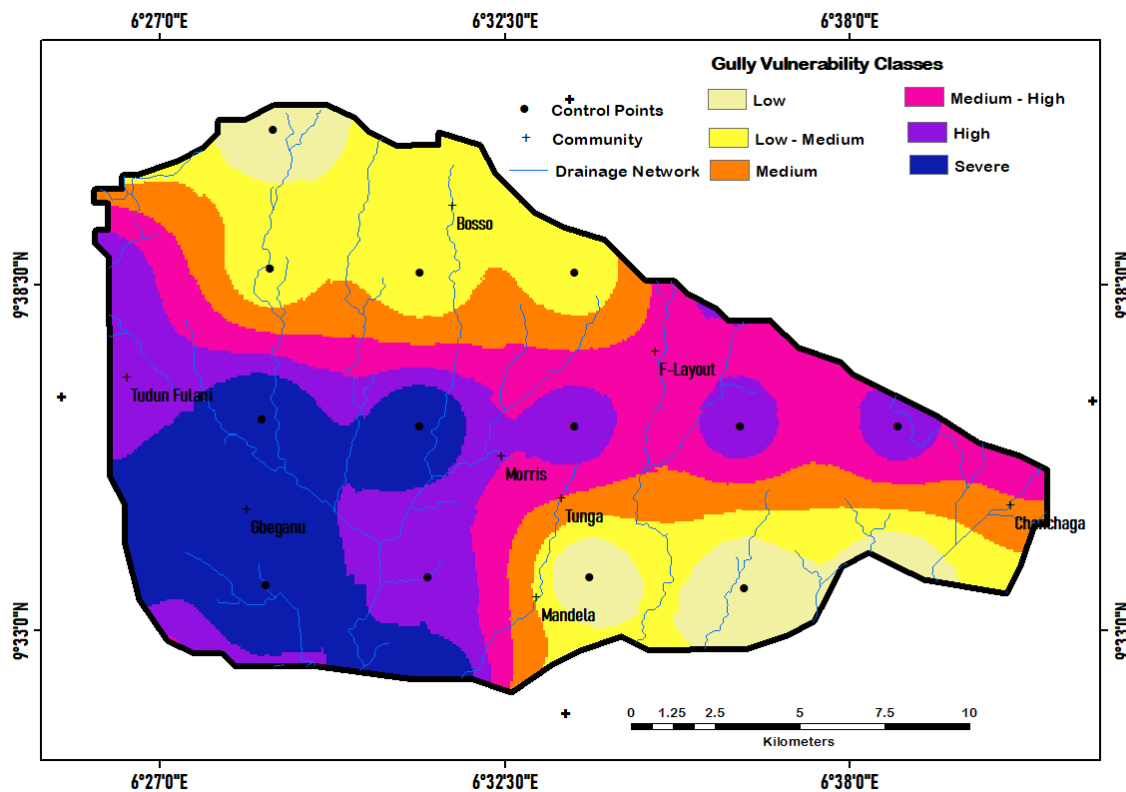 6°27'0"E
6°32'30"E
6°38'0"E
Gully Vulnerability Classes
Control Points
Community
Drainage Network
Low
Low - Medium
Medium
Medium - High
High
Severe
Bosso
9°38'30"N
9°38'30"N
F-Layout
Tudun Fulani
Morris
Tunga
Gbeganu
Chanchaga
Mandela
9°33'0"N
9°33'0"N
0 1.25 2.5 5 7.5 10
Kilometers
6°27'0"E
6°32'30"E
6°38'0"E